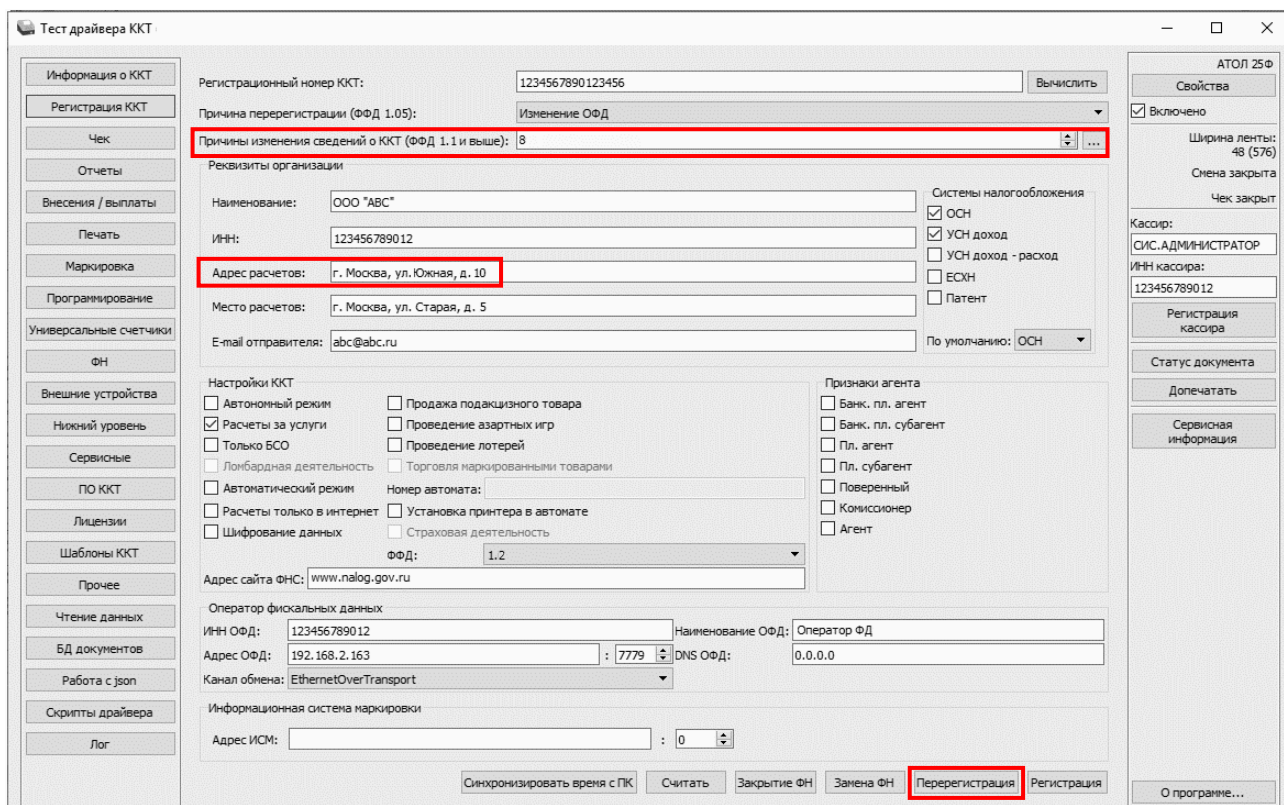 Тест драйвера ККТ
Информация о ККТ
Регистрация ККТ
Чек
Отчеты
Внесения / выплаты
Печать
Маркировка
Программирование
Универсальные счетчики
ФН
Внешние устройства
Нижний уровень
Сервисные
ПО ККТ
Лицензии
Шаблоны ККТ
Прочее
Чтение данных
БД документов
Работа с json
Скрипты драйвера
Лог
Регистрационный номер ККТ: 1234567890123456 Вычислить
Причина перерегистрации (ФФД 1.05): Изменение ОФД
Причины изменения сведений о ККТ (ФФД 1.1 и выше): 8 ...
Реквизиты организации
Наименование: ООО "АВС"
ИНН: 123456789012
Адрес расчетов: г. Москва, ул. Южная, д. 10
Место расчетов: г. Москва, ул. Старая, д. 5
E-mail отправителя: abc@abc.ru
Системы налогообложения
ОСН
УСН доход
УСН доход - расход
ЕСХН
Патент
По умолчанию: ОСН
Настройки ККТ
Автономный режим Продажа подакцизного товара
Расчеты за услуги Проведение азартных игр
Только БСО Проведение лотерей
Ломбардная деятельность Торговля маркированными товарами
Автоматический режим Номер автомата:
Расчеты только в интернет Установка принтера в автомате
Шифрование данных Страховая деятельность
ФФД: 1.2
Адрес сайта ФНС: www.nalog.gov.ru
Признаки агента
Банк. пл. агент
Банк. пл. субагент
Пл. агент
Пл. субагент
Поверенный
Комиссионер
Агент
Оператор фискальных данных
ИНН ОФД: 123456789012 Наименование ОФД: Оператор ФД
Адрес ОФД: 192.168.2.163 : 7779 DNS ОФД: 0.0.0.0
Канал обмена: EthernetOverTransport
Информационная система маркировки
Адрес ИСМ: : 0
Синхронизировать время с ПК Считать Закрытие ФН Замена ФН Перерегистрация Регистрация
АТОЛ 25Ф
Свойства
Включено
Ширина ленты:
48 (576)
Смена закрыта
Чек закрыт
Кассир:
СИС.АДМИНИСТРАТОР
ИНН кассира:
123456789012
Регистрация
кассира
Статус документа
Допечатать
Сервисная
информация
О программе...